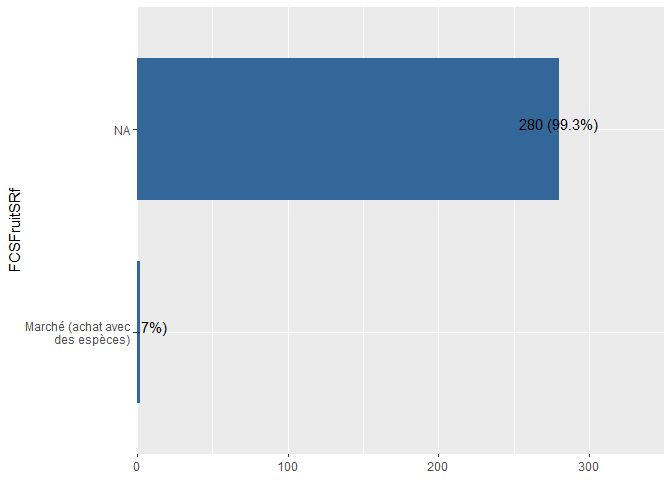 FCSFruitSRf
NA
280 (99.3%)
Marché (achat avec
des espèces)
7%)
0
100
200
300